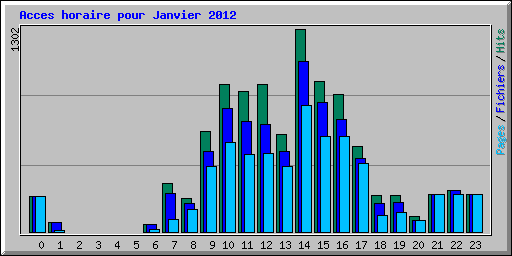 Acces horaire pour Janvier 2012
1302
Pages / Fichiers / Hits
0 1 2 3 4 5 6 7 8 9 10 11 12 13 14 15 16 17 18 19 20 21 22 23